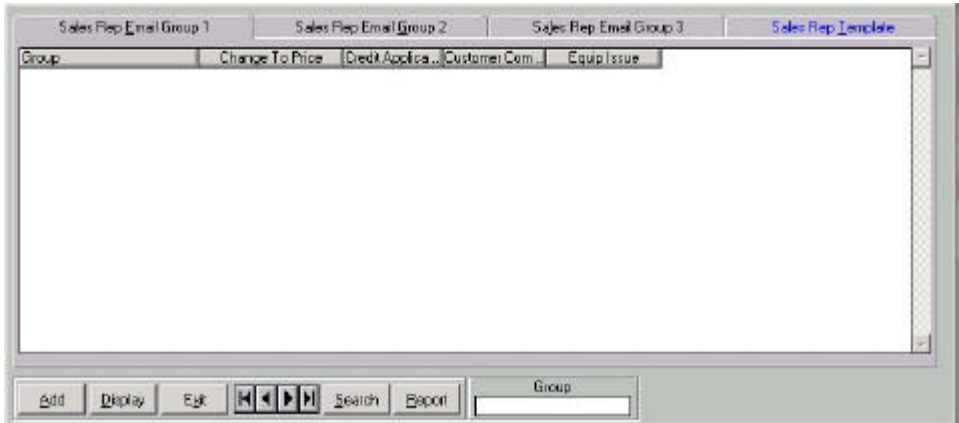 Sales Rep Email Group 1 Sales Rep Email Group 2 Sales Rep Email Group 3 Sales Rep Template
Group Change To Price Credit Applica... Customer Com... Equip Issue
Group
Add Display Exit Search Report